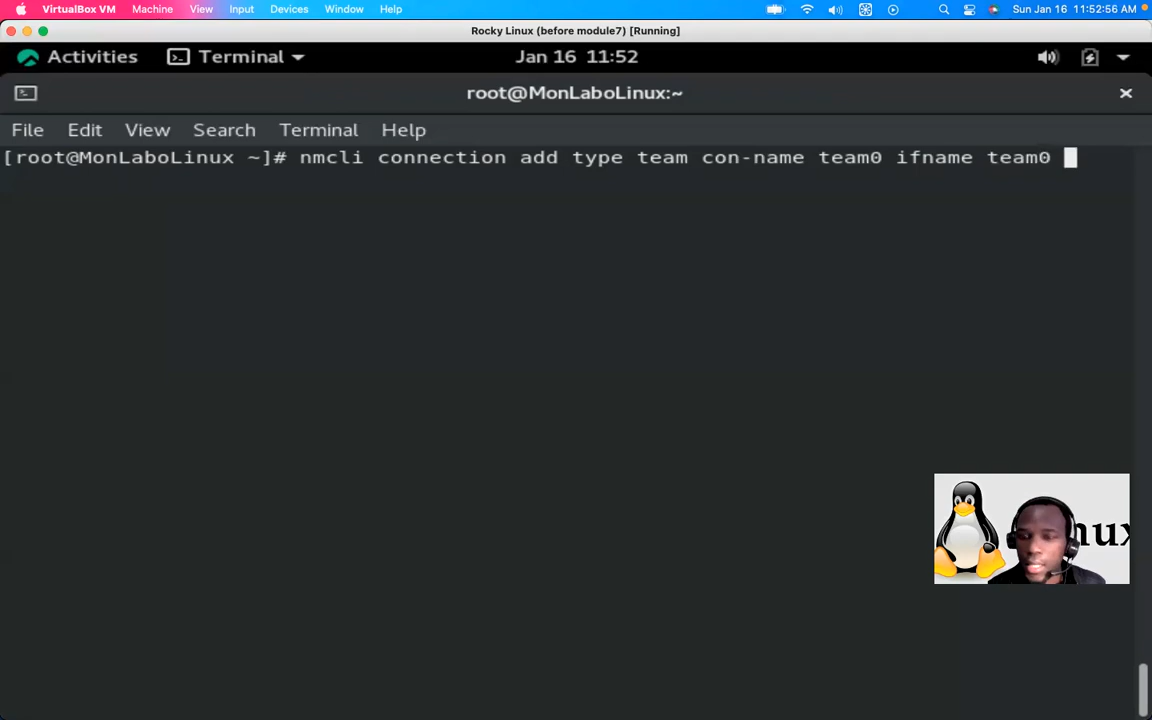 VirtualBox VM Machine View Input Devices Window Help Sun Jan 16 11:52:56 AM
Rocky Linux (before module7) [Running]
Activities Terminal Jan 16 11:52
root@MonLaboLinux:~
File Edit View Search Terminal Help
[root@MonLaboLinux ~]# nmcli connection add type team con-name team0 ifname team0